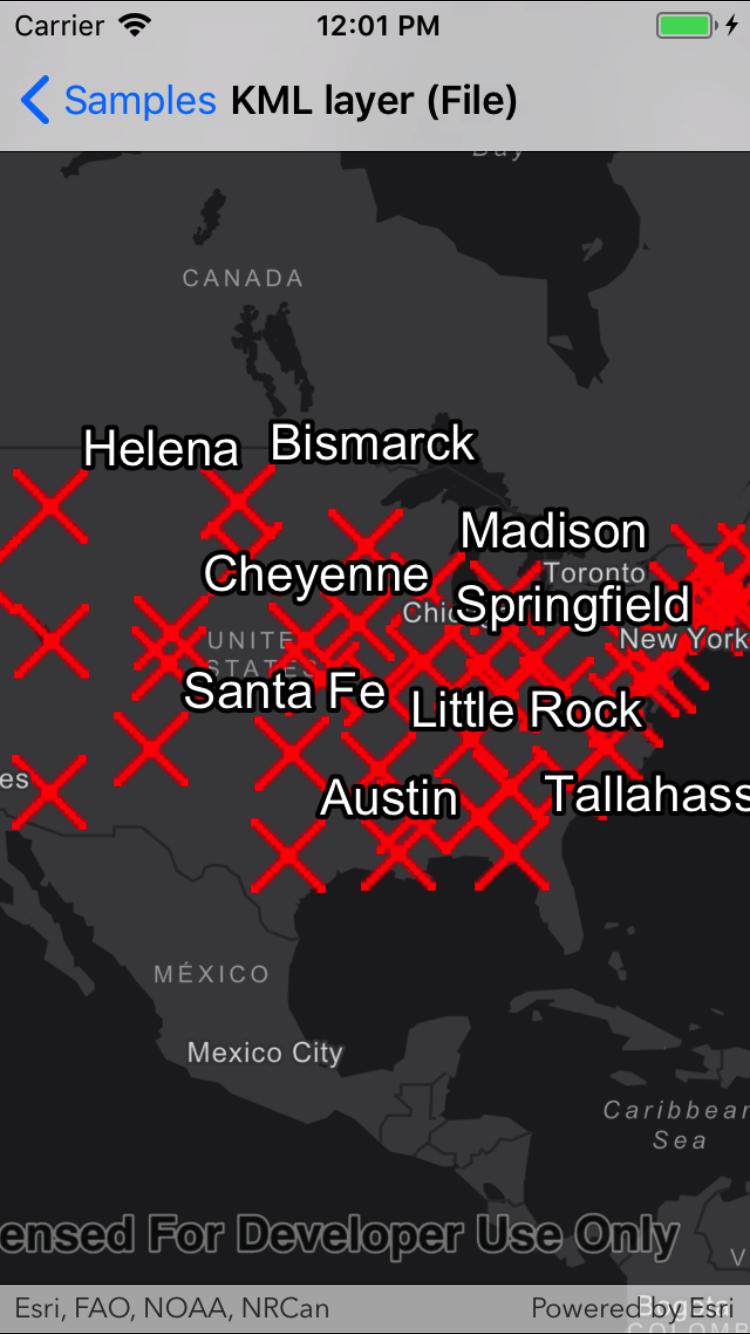 Carrier 12:01 PM
Samples KML layer (File)
CANADA
Helena Bismarck
Madison
Toronto
Cheyenne
Springfield
New York
UNITED
STATES
Santa Fe
Little Rock
es
Austin
Tallahass
MÉXICO
Mexico City
Caribbean
Sea
ensed For Developer Use Only
V
Esri, FAO, NOAA, NRCan Powered by Esri